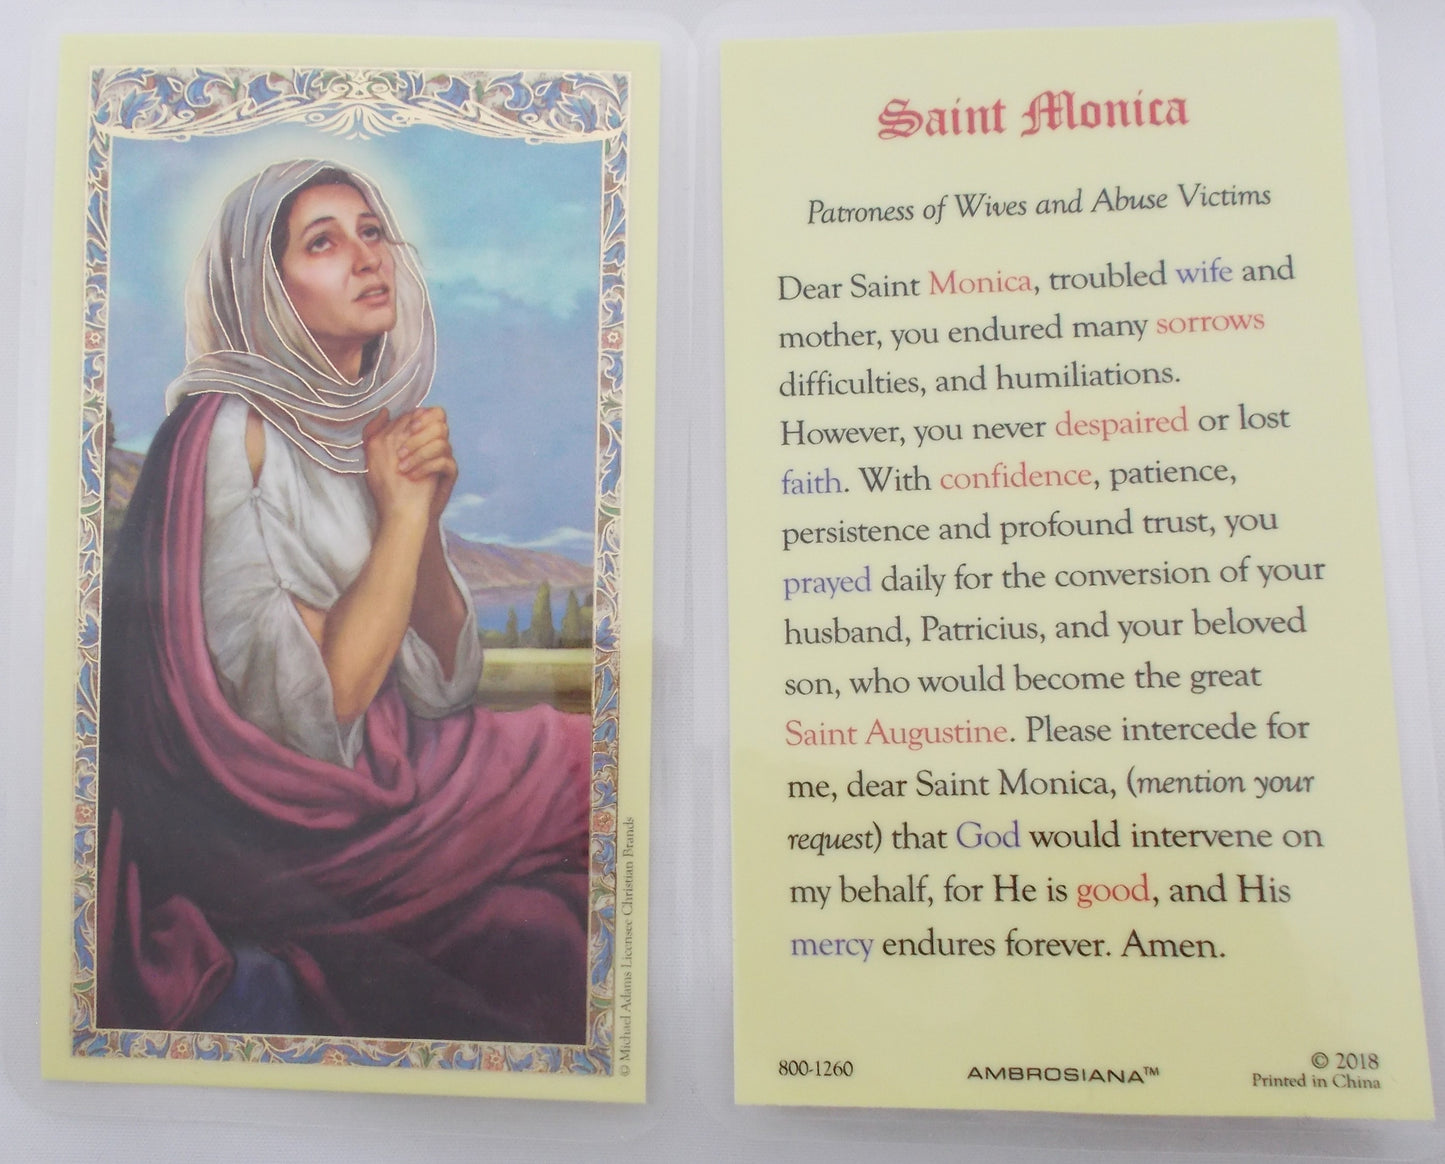 © Michael Adams Licensee Christian Brands
Saint Monica
Patroness of Wives and Abuse Victims
Dear Saint Monica, troubled wife and
mother, you endured many sorrows
difficulties, and humiliations.
However, you never despaired or lost
faith. With confidence, patience,
persistence and profound trust, you
prayed daily for the conversion of your
husband, Patricius, and your beloved
son, who would become the great
Saint Augustine. Please intercede for
me, dear Saint Monica, (mention your
request) that God would intervene on
my behalf, for He is good, and His
mercy endures forever. Amen.
800-1260
AMBROSIANA™
© 2018
Printed in China